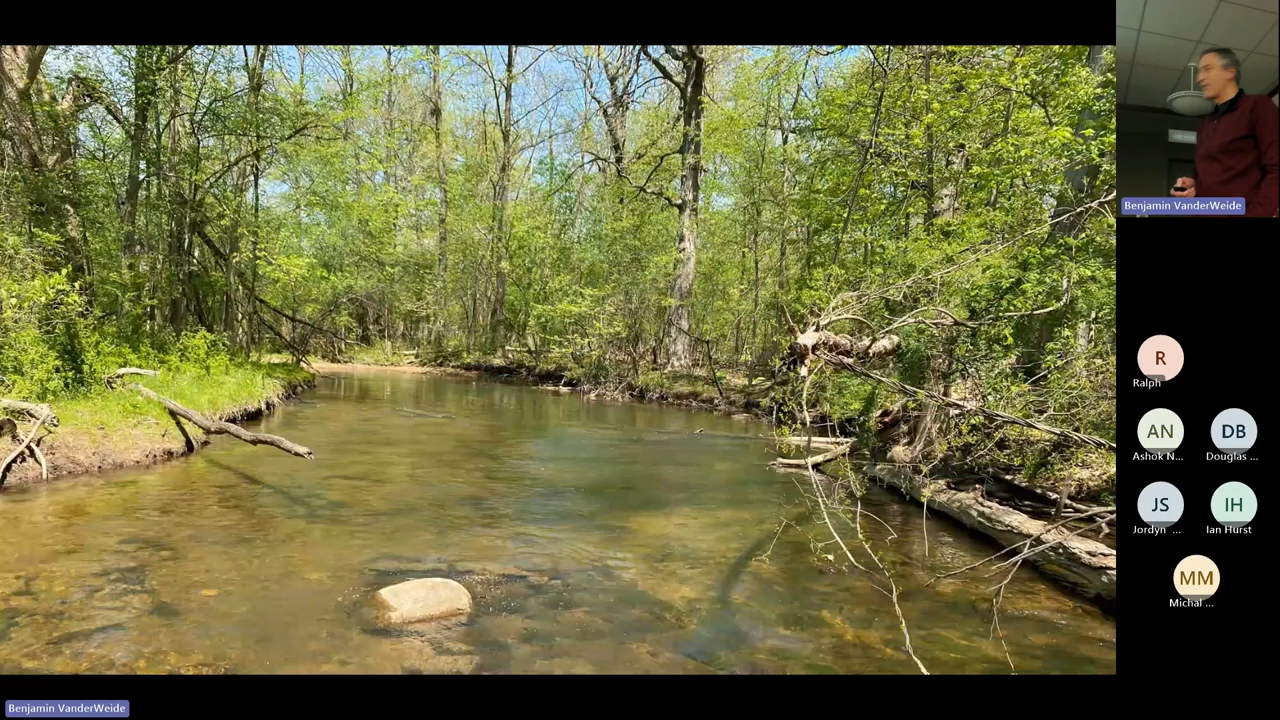 Benjamin VanderWeide
R
Ralph
AN
DB
Ashok N...
Douglas ...
JS
IH
Jordyn ...
Ian Hurst
MM
Michal ...
Benjamin VanderWeide